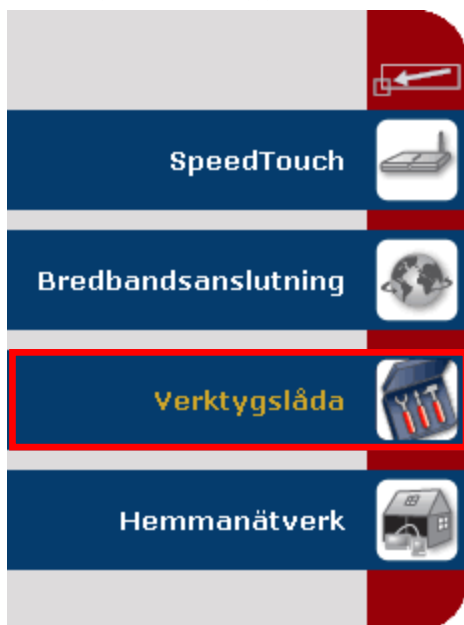 SpeedTouch
Bredbandsanslutning
Verktygslåda
Hemmanätverk